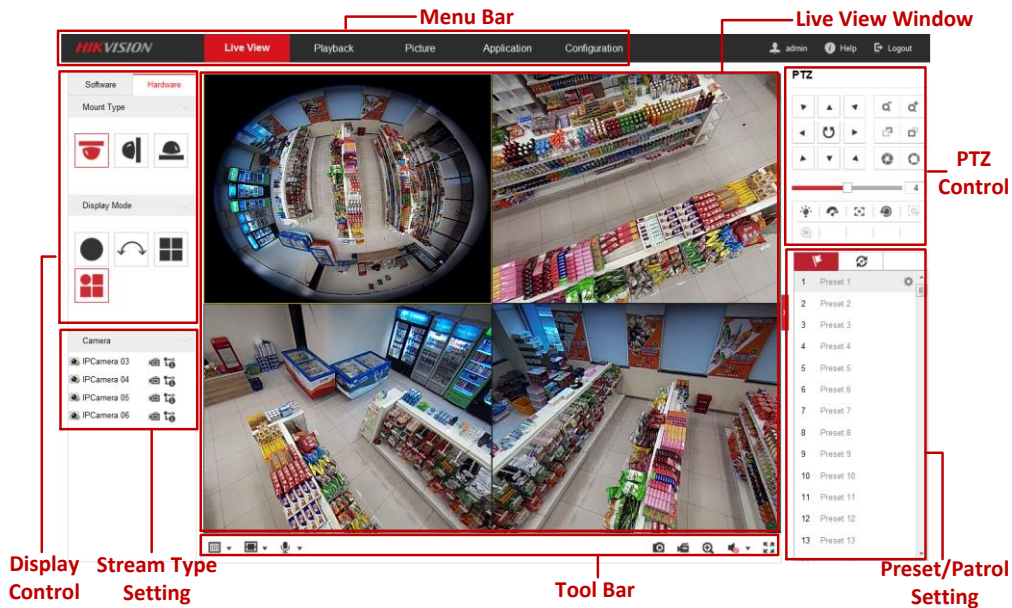 Menu Bar
Live View Window
HIKVISION Live View Playback Picture Application Configuration admin Help Logout
Software Hardware
Mount Type
Display Mode
Camera
IPCamera 03
IPCamera 04
IPCamera 05
IPCamera 06
PTZ
4
PTZ
Control
1 Preset 1
2 Preset 2
3 Preset 3
4 Preset 4
5 Preset 5
6 Preset 6
7 Preset 7
8 Preset 8
9 Preset 9
10 Preset 10
11 Preset 11
12 Preset 12
13 Preset 13
Display
Control
Stream Type
Setting
Tool Bar
Preset/Patrol
Setting